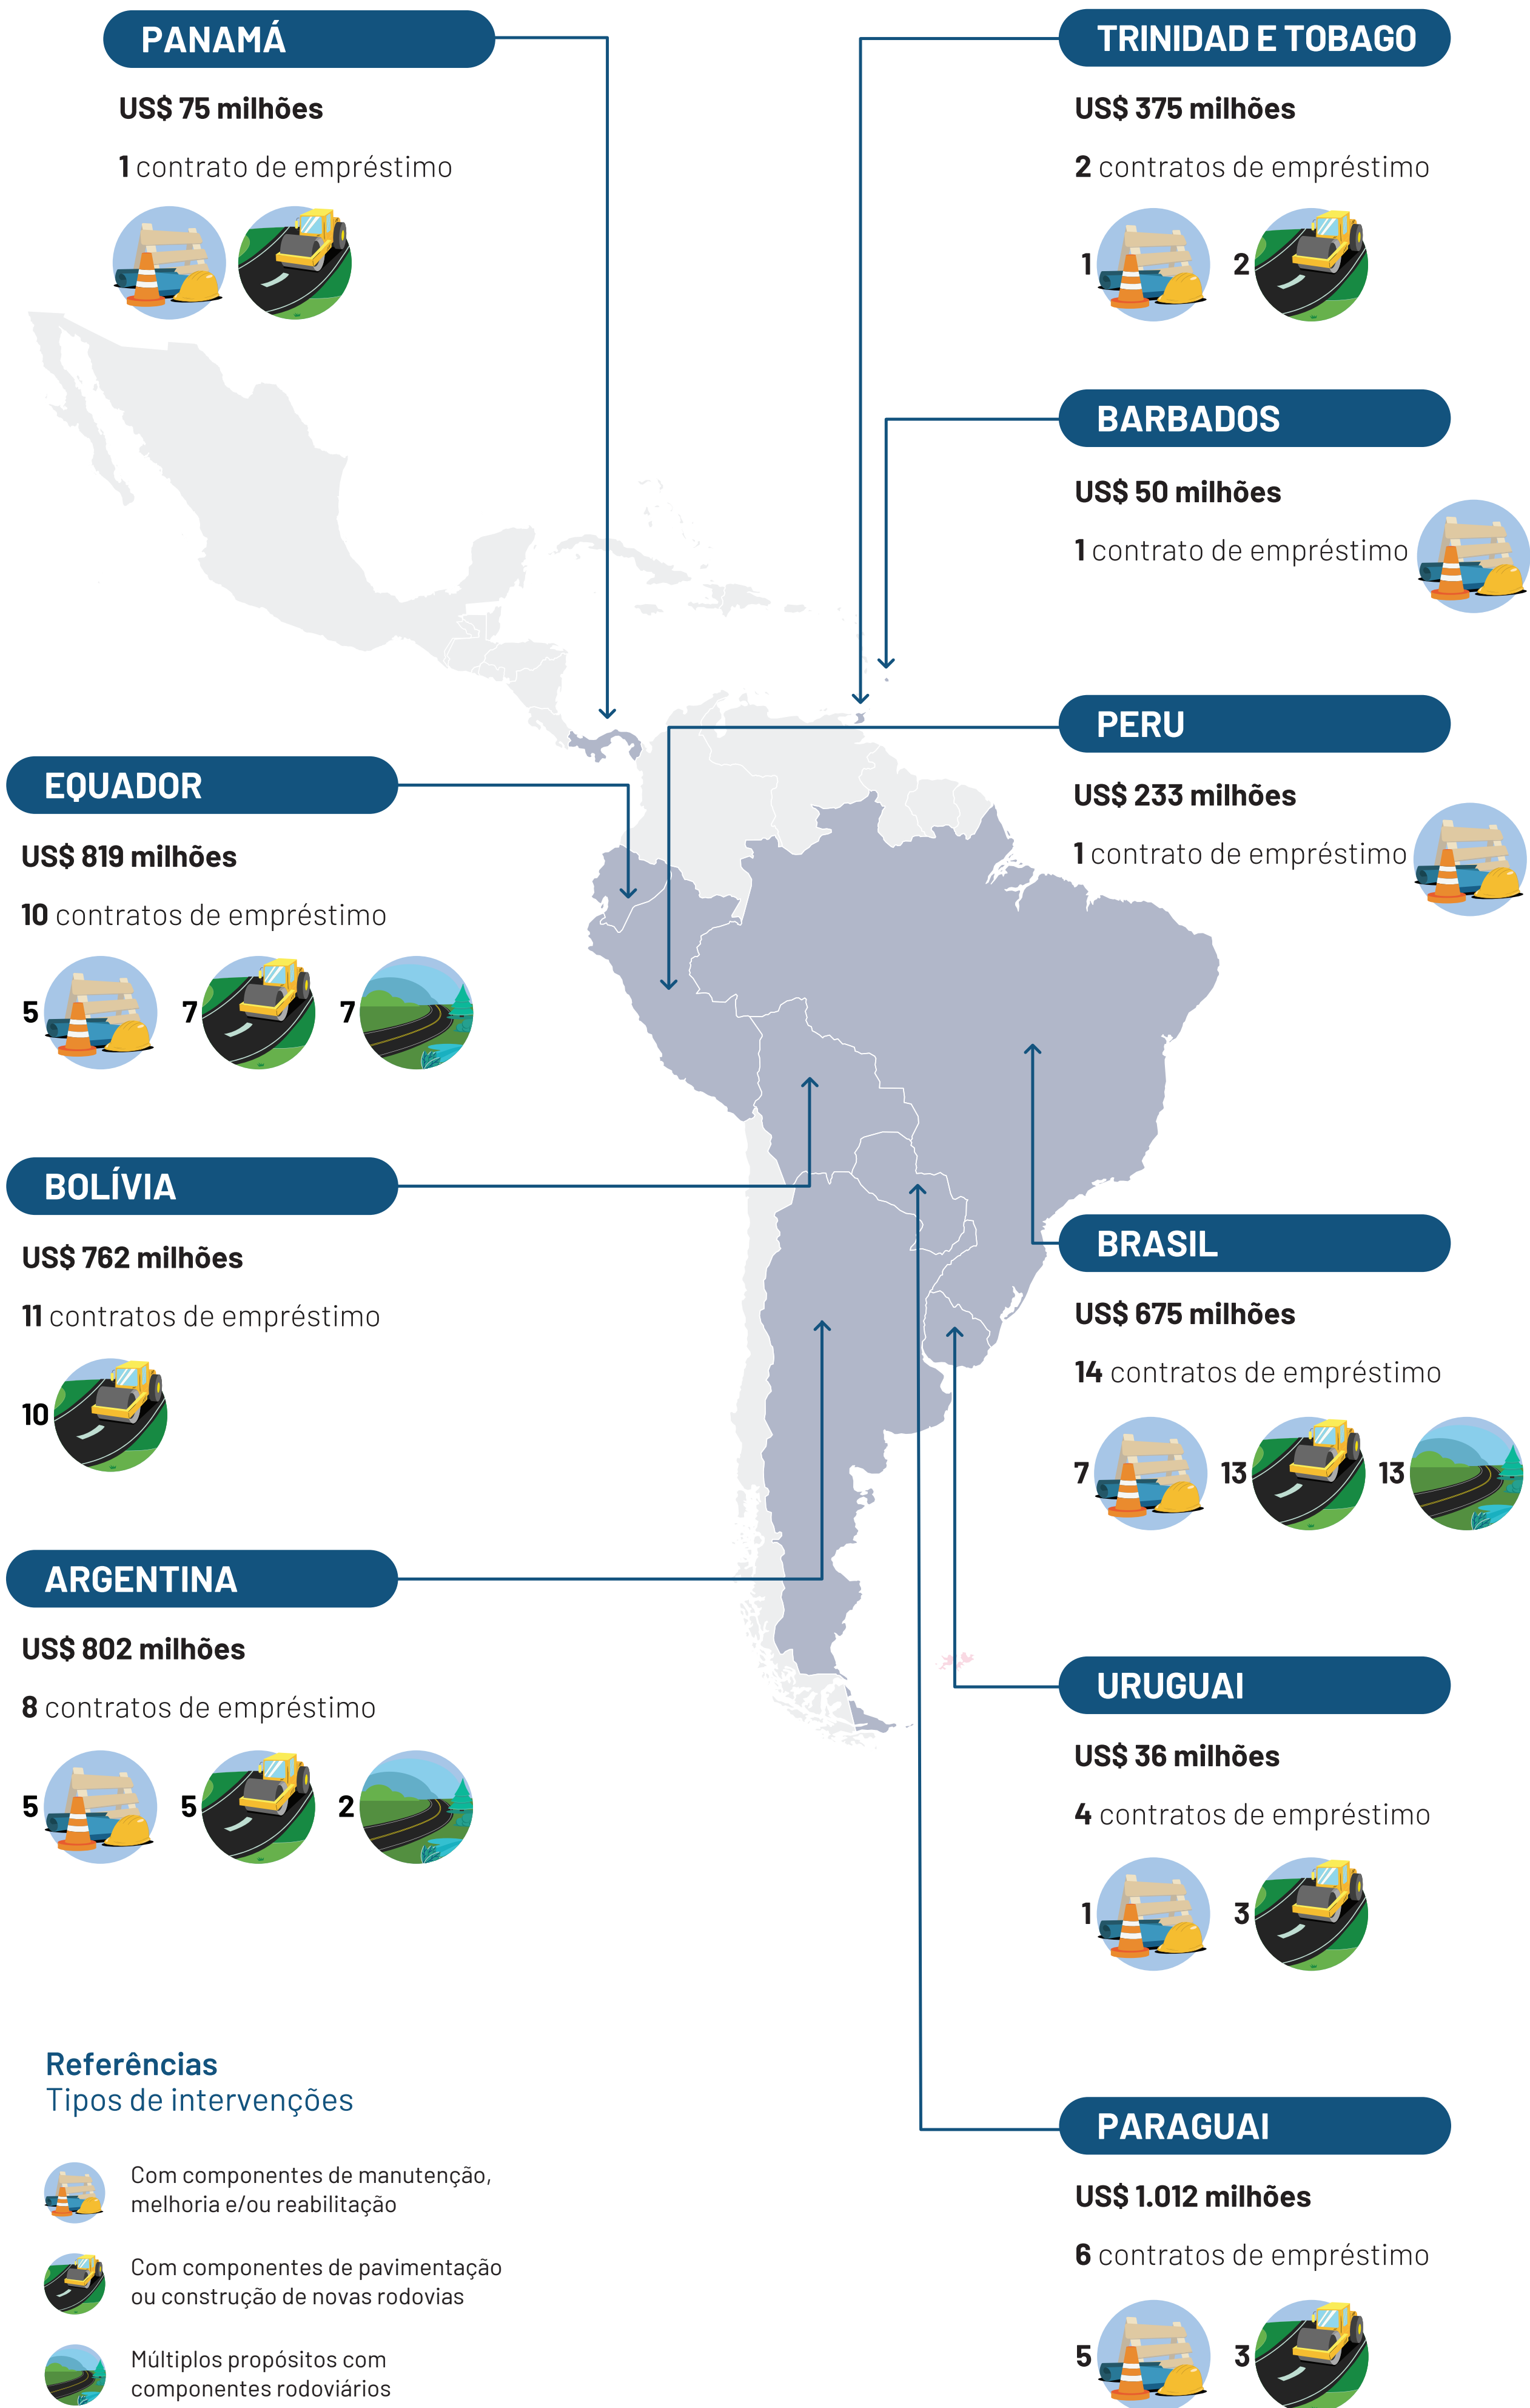 PANAMÁ
US$ 75 milhões
1 contrato de empréstimo
TRINIDAD E TOBAGO
US$ 375 milhões
2 contratos de empréstimo
1
2
BARBADOS
US$ 50 milhões
1 contrato de empréstimo
PERU
US$ 233 milhões
1 contrato de empréstimo
EQUADOR
US$ 819 milhões
10 contratos de empréstimo
5
7
7
BOLÍVIA
US$ 762 milhões
11 contratos de empréstimo
10
BRASIL
US$ 675 milhões
14 contratos de empréstimo
7
13
13
ARGENTINA
US$ 802 milhões
8 contratos de empréstimo
5
5
2
URUGUAI
US$ 36 milhões
4 contratos de empréstimo
1
3
PARAGUAI
US$ 1.012 milhões
6 contratos de empréstimo
5
3
Referências
Tipos de intervenções
Com componentes de manutenção,
melhoria e/ou reabilitação
Com componentes de pavimentação
ou construção de novas rodovias
Múltiplos propósitos com
componentes rodoviários